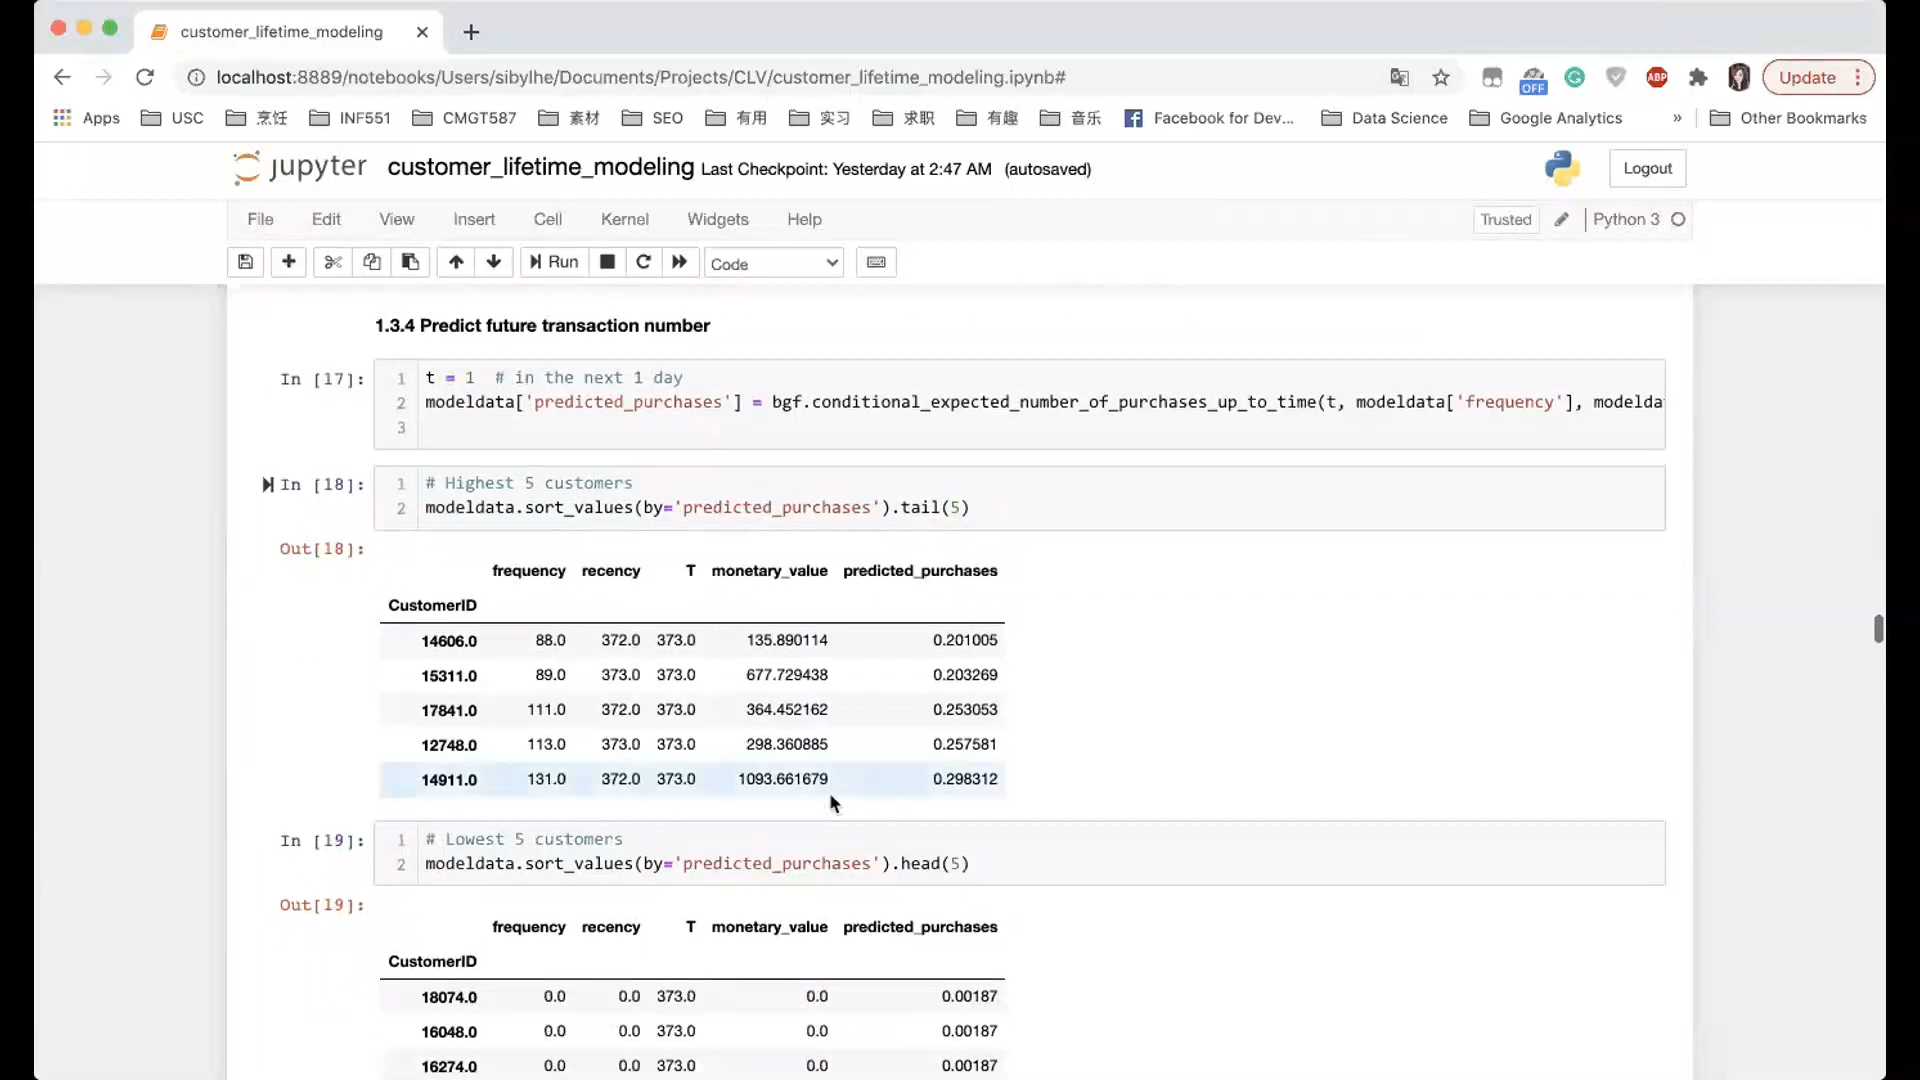 customer_lifetime_modeling
localhost:8889/notebooks/Users/sibylhe/Documents/Projects/CLV/customer_lifetime_modeling.ipynb#
OFF
ABP
Update
Apps USC 烹饪 INF551 CMGT587 素材 SEO 有用 实习 求职 有趣 音乐 Facebook for Dev... Data Science Google Analytics » Other Bookmarks
jupyter customer_lifetime_modeling Last Checkpoint: Yesterday at 2:47 AM (autosaved)
Logout
File Edit View Insert Cell Kernel Widgets Help
Trusted Python 3
Run Code
1.3.4 Predict future transaction number
In [17]:
1 t = 1 # in the next 1 day
2 modeldata['predicted_purchases'] = bgf.conditional_expected_number_of_purchases_up_to_time(t, modeldata['frequency'], modelda
3
In [18]:
1 # Highest 5 customers
2 modeldata.sort_values(by='predicted_purchases').tail(5)
Out[18]:
frequency recency T monetary_value predicted_purchases
CustomerID
14606.0 88.0 372.0 373.0 135.890114 0.201005
15311.0 89.0 373.0 373.0 677.729438 0.203269
17841.0 111.0 372.0 373.0 364.452162 0.253053
12748.0 113.0 373.0 373.0 298.360885 0.257581
14911.0 131.0 372.0 373.0 1093.661679 0.298312
In [19]:
1 # Lowest 5 customers
2 modeldata.sort_values(by='predicted_purchases').head(5)
Out[19]:
frequency recency T monetary_value predicted_purchases
CustomerID
18074.0 0.0 0.0 373.0 0.0 0.00187
16048.0 0.0 0.0 373.0 0.0 0.00187
16274.0 0.0 0.0 373.0 0.0 0.00187